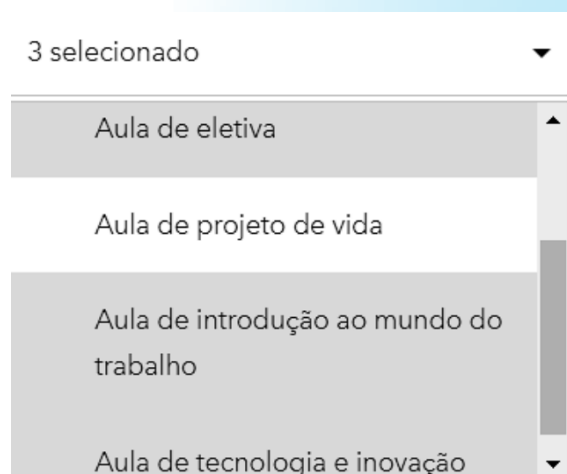 3 selecionado
Aula de eletiva
Aula de projeto de vida
Aula de introdução ao mundo do
trabalho
Aula de tecnologia e inovação